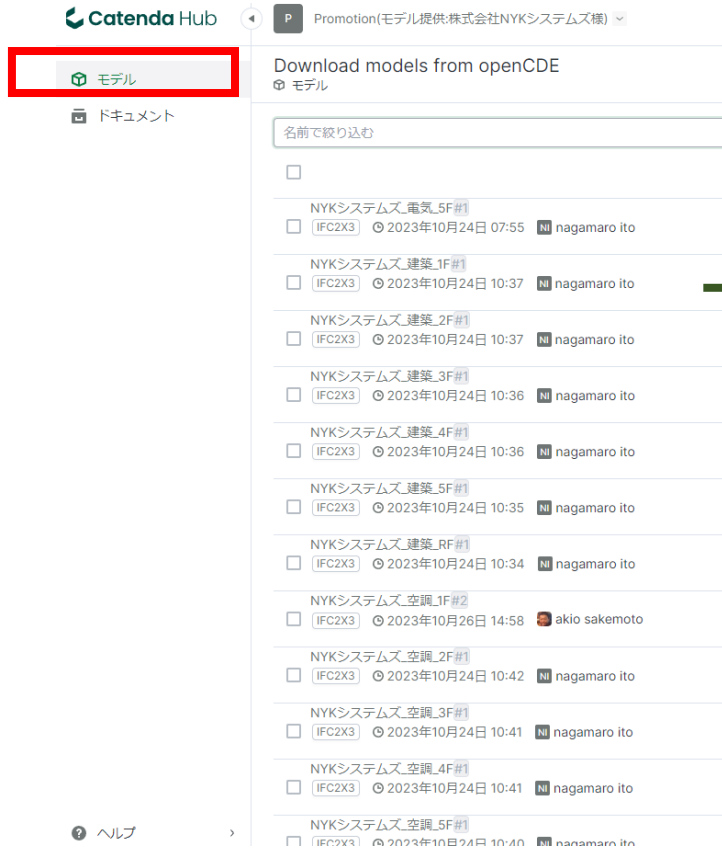 Catenda Hub
P Promotion(モデル提供:株式会社NYKシステムズ様)
モデル
ドキュメント
Download models from openCDE
モデル
名前で絞り込む
NYKシステムズ_電気_5F#1
IFC2X3 2023年10月24日 07:55 NI nagamaro ito
NYKシステムズ_建築_1F#1
IFC2X3 2023年10月24日 10:37 NI nagamaro ito
NYKシステムズ_建築_2F#1
IFC2X3 2023年10月24日 10:37 NI nagamaro ito
NYKシステムズ_建築_3F#1
IFC2X3 2023年10月24日 10:36 NI nagamaro ito
NYKシステムズ_建築_4F#1
IFC2X3 2023年10月24日 10:36 NI nagamaro ito
NYKシステムズ_建築_5F#1
IFC2X3 2023年10月24日 10:35 NI nagamaro ito
NYKシステムズ_建築_RF#1
IFC2X3 2023年10月24日 10:34 NI nagamaro ito
NYKシステムズ_空調_1F#2
IFC2X3 2023年10月26日 14:58 akio sakemoto
NYKシステムズ_空調_2F#1
IFC2X3 2023年10月24日 10:42 NI nagamaro ito
NYKシステムズ_空調_3F#1
IFC2X3 2023年10月24日 10:41 NI nagamaro ito
NYKシステムズ_空調_4F#1
IFC2X3 2023年10月24日 10:41 NI nagamaro ito
NYKシステムズ_空調_5F#1
IFC2X3 2023年10月24日 10:40 NI nagamaro ito
? ヘルプ